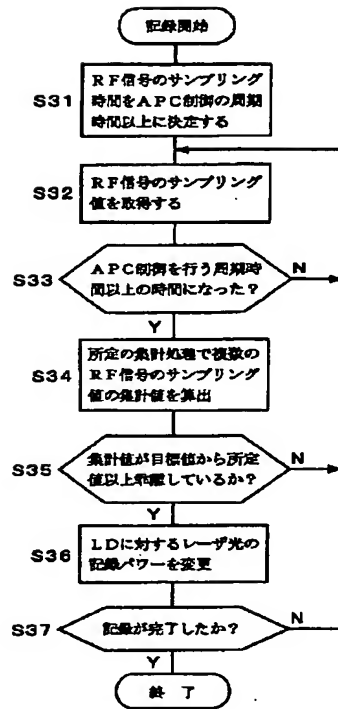 記録開始
S31
RF信号のサンプリング
時間をAPC制御の周期
時間以上に決定する
S32
RF信号のサンプリング
値を取得する
S33
APC制御を行う周期時
間以上の時間になった？
N
Y
S34
所定の集計処理で複数の
RF信号のサンプリング
値の集計値を算出
S35
集計値が目標値から所定
値以上乖離しているか？
N
Y
S36
LDに対するレーザ光の
記録パワーを変更
S37
記録が完了したか？
N
Y
終 了